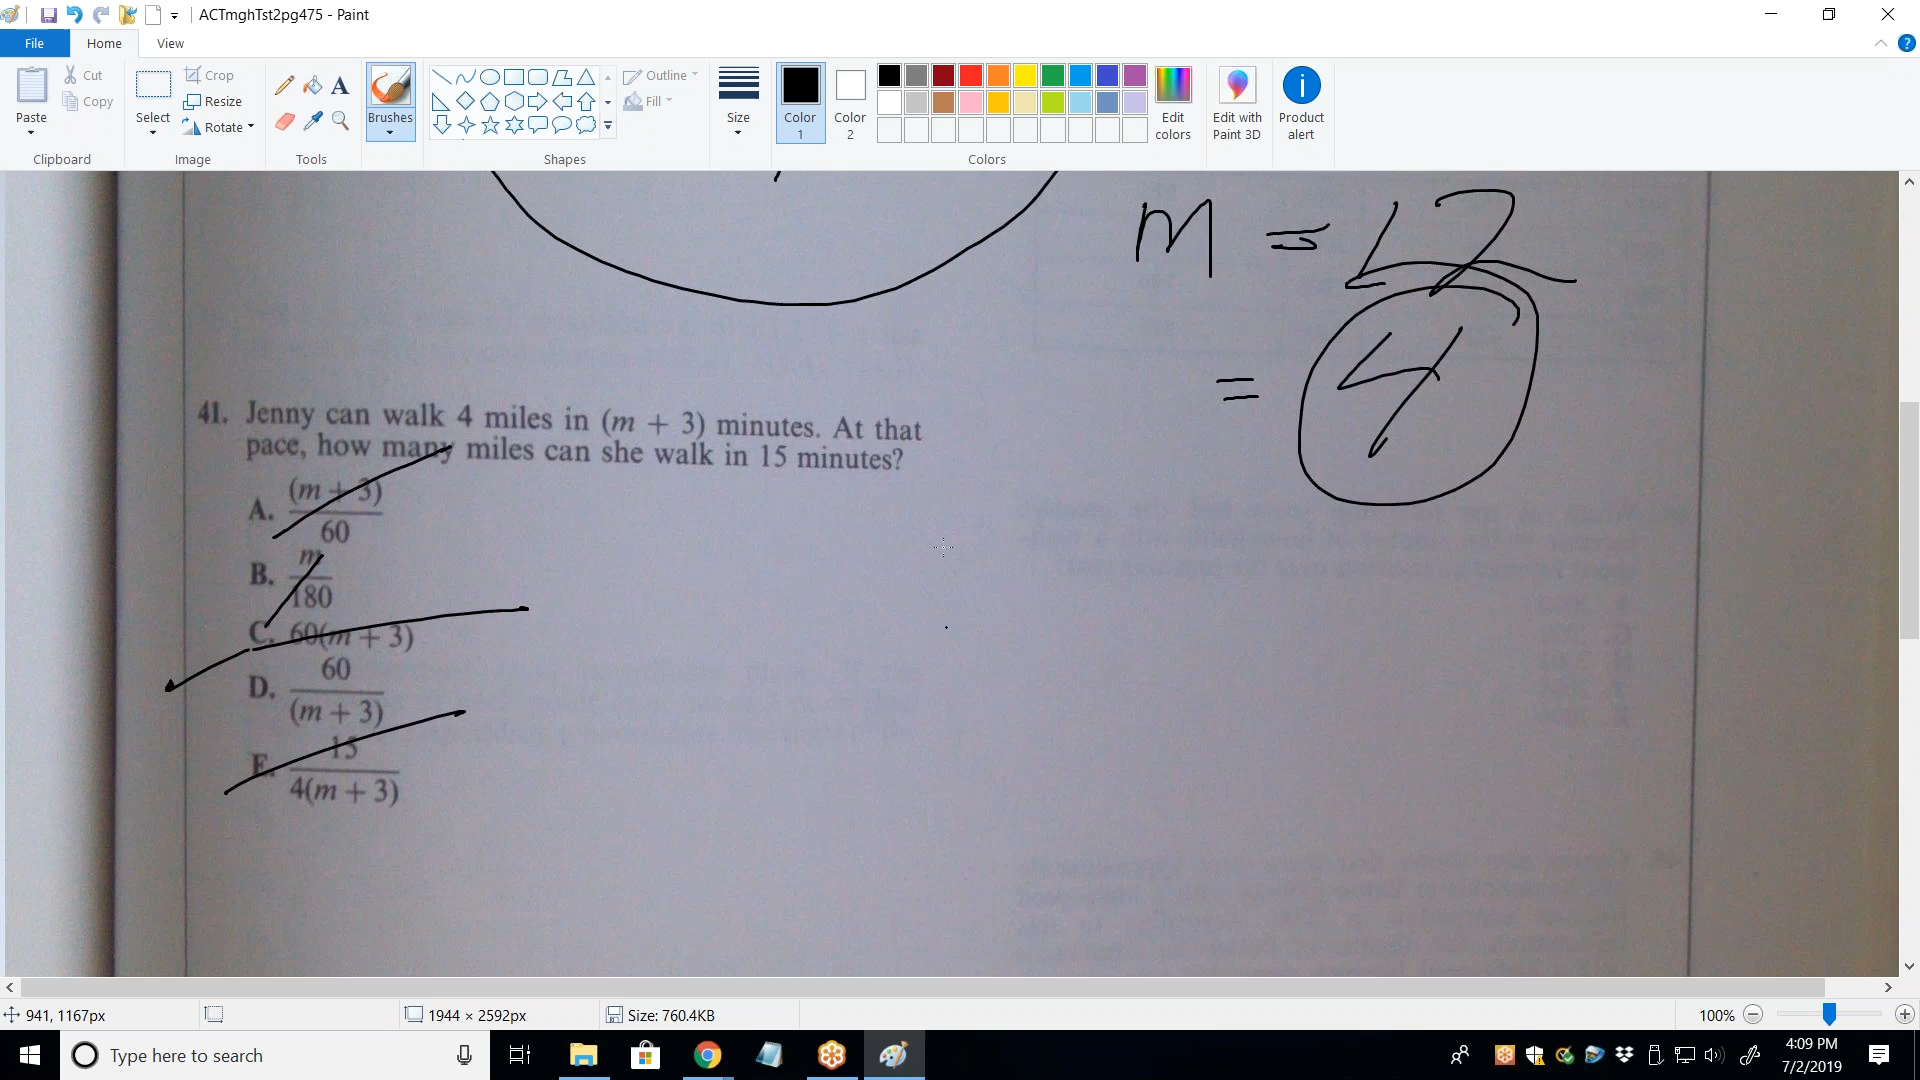 ACTmghTst2pg475 - Paint
File Home View
Paste
Cut
Copy
Clipboard
Select
Crop
Resize
Rotate
Image
A
Tools
Brushes
Shapes
Outline
Fill
Size
Color 1
Color 2
Colors
Edit colors
Edit with Paint 3D
Product alert
M = 12
= 4
41. Jenny can walk 4 miles in (m + 3) minutes. At that
pace, how many miles can she walk in 15 minutes?
A. (m + 3)
60
B. m
180
C. 60(m + 3)
D. 60
(m + 3)
E. 15
4(m + 3)
941, 1167px
1944 × 2592px
Size: 760.4KB
100%
Type here to search
4:09 PM
7/2/2019